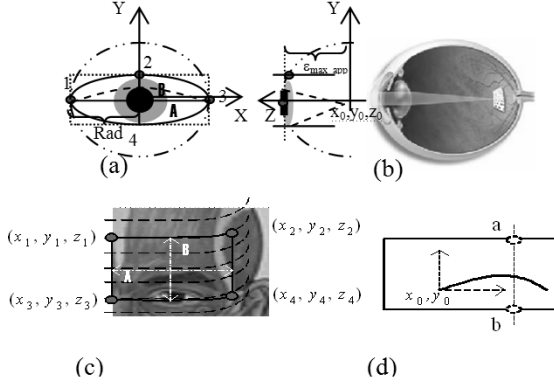 Y
Y
2
ε max_app
1
B
3
A
X
Z
x₀,y₀,z₀
Rad
4
(a)
(b)
(x₁, y₁, z₁)
B
A
(x₂, y₂, z₂)
(x₃, y₃, z₃)
(x₄, y₄, z₄)
a
x₀, y₀
b
(c)
(d)